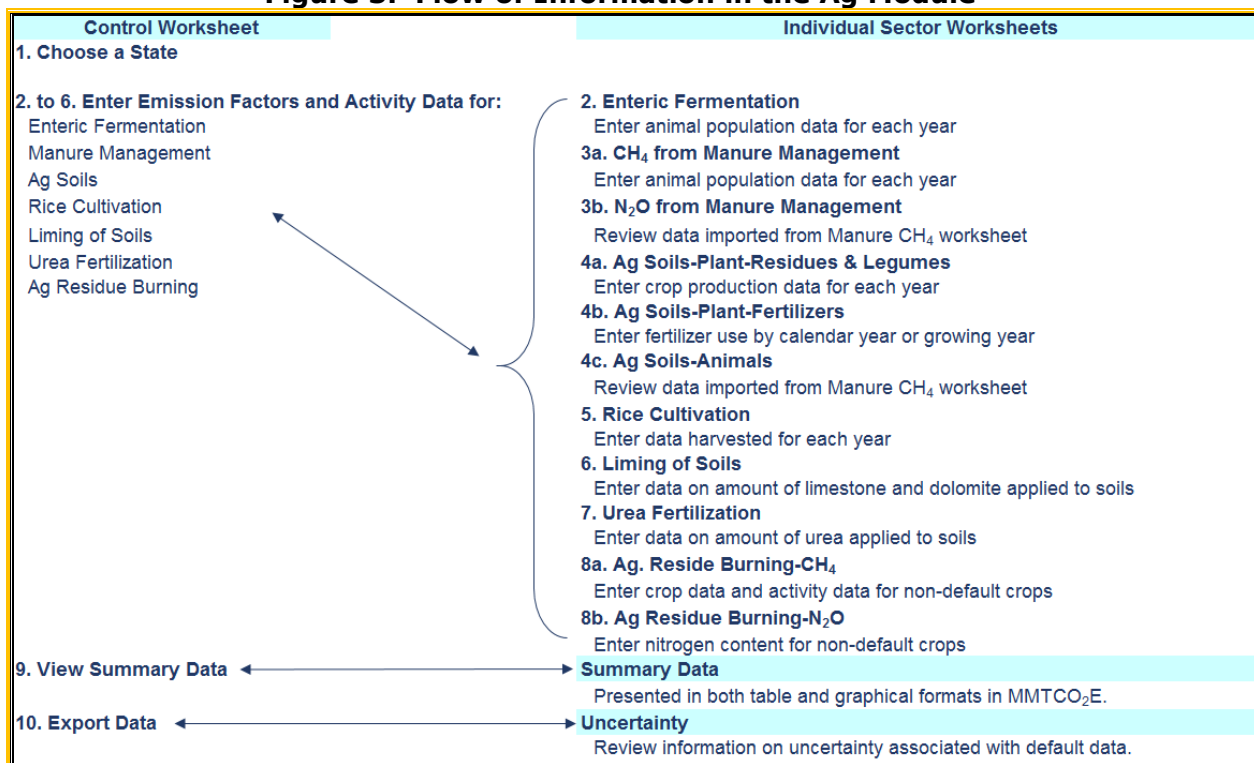 Figure 3. Flow of Information in the Ag Module
Control Worksheet
1. Choose a State
2. to 6. Enter Emission Factors and Activity Data for:
Enteric Fermentation
Manure Management
Ag Soils
Rice Cultivation
Liming of Soils
Urea Fertilization
Ag Residue Burning
9. View Summary Data
10. Export Data
Individual Sector Worksheets
2. Enteric Fermentation
Enter animal population data for each year
3a. CH₄ from Manure Management
Enter animal population data for each year
3b. N₂O from Manure Management
Review data imported from Manure CH₄ worksheet
4a. Ag Soils-Plant-Residues & Legumes
Enter crop production data for each year
4b. Ag Soils-Plant-Fertilizers
Enter fertilizer use by calendar year or growing year
4c. Ag Soils-Animals
Review data imported from Manure CH₄ worksheet
5. Rice Cultivation
Enter data harvested for each year
6. Liming of Soils
Enter data on amount of limestone and dolomite applied to soils
7. Urea Fertilization
Enter data on amount of urea applied to soils
8a. Ag. Reside Burning-CH₄
Enter crop data and activity data for non-default crops
8b. Ag Residue Burning-N₂O
Enter nitrogen content for non-default crops
Summary Data
Presented in both table and graphical formats in MMTCO₂E.
Uncertainty
Review information on uncertainty associated with default data.